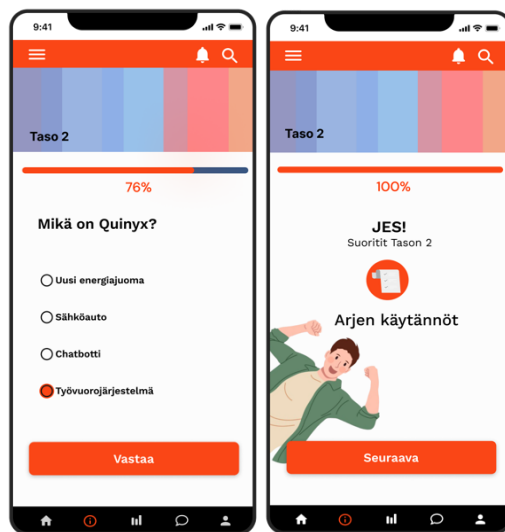 9:41
Taso 2
76%
Mikä on Quinyx?
Uusi energiajuoma
Sähköauto
Chatbotti
Työvuorojärjestelmä
Vastaa
9:41
Taso 2
100%
JES!
Suoritit Tason 2
Arjen käytännöt
Seuraava